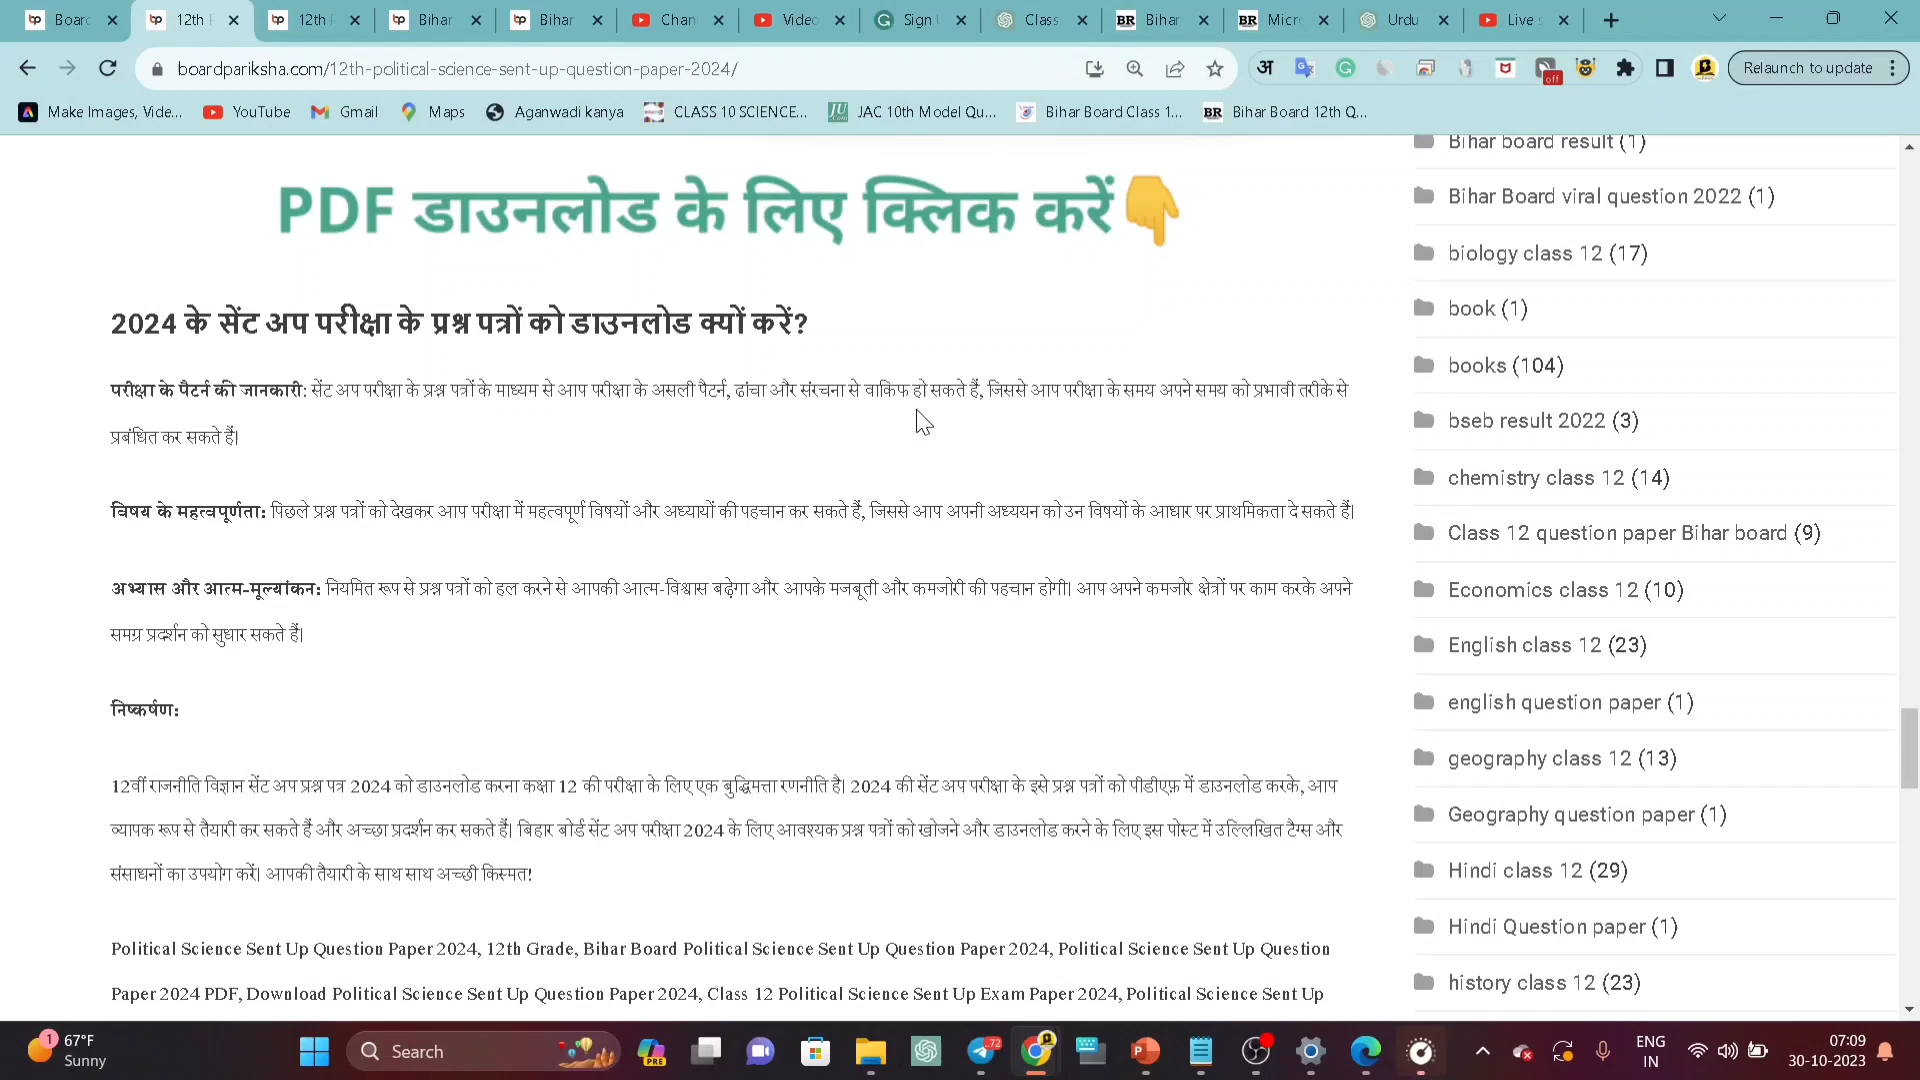 Board
12th
12th
Bihar
Bihar
Chan
Video
Sign
Class
Bihar
Micr
Urdu
Live
boardpariksha.com/12th-political-science-sent-up-question-paper-2024/
off
Relaunch to update
Make Images, Vide...
YouTube
Gmail
Maps
Aganwadi kanya
CLASS 10 SCIENCE...
JAC 10th Model Qu...
Bihar Board Class 1...
Bihar Board 12th Q...
PDF डाउनलोड के लिए क्लिक करें👇
2024 के सेंट अप परीक्षा के प्रश्न पत्रों को डाउनलोड क्यों करें?
परीक्षा के पैटर्न की जानकारी: सेंट अप परीक्षा के प्रश्न पत्रों के माध्यम से आप परीक्षा के असली पैटर्न, ढांचा और संरचना से वाकिफ हो सकते हैं, जिससे आप परीक्षा के समय अपने समय को प्रभावी तरीके से
प्रबंधित कर सकते हैं।
विषय के महत्वपूर्णता: पिछले प्रश्न पत्रों को देखकर आप परीक्षा में महत्वपूर्ण विषयों और अध्यायों की पहचान कर सकते हैं, जिससे आप अपनी अध्ययन को उन विषयों के आधार पर प्राथमिकता दे सकते हैं।
अभ्यास और आत्म-मूल्यांकन: नियमित रूप से प्रश्न पत्रों को हल करने से आपकी आत्म-विश्वास बढ़ेगा और आपके मजबूती और कमजोरी की पहचान होगी। आप अपने कमजोर क्षेत्रों पर काम करके अपने
समग्र प्रदर्शन को सुधार सकते हैं।
निष्कर्षण:
12वीं राजनीति विज्ञान सेंट अप प्रश्न पत्र 2024 को डाउनलोड करना कक्षा 12 की परीक्षा के लिए एक बुद्धिमत्ता रणनीति है। 2024 की सेंट अप परीक्षा के इसे प्रश्न पत्रों को पीडीएफ़ में डाउनलोड करके, आप
व्यापक रूप से तैयारी कर सकते हैं और अच्छा प्रदर्शन कर सकते हैं। बिहार बोर्ड सेंट अप परीक्षा 2024 के लिए आवश्यक प्रश्न पत्रों को खोजने और डाउनलोड करने के लिए इस पोस्ट में उल्लिखित टैग्स और
संसाधनों का उपयोग करें। आपकी तैयारी के साथ साथ अच्छी किस्मत!
Political Science Sent Up Question Paper 2024, 12th Grade, Bihar Board Political Science Sent Up Question Paper 2024, Political Science Sent Up Question
Paper 2024 PDF, Download Political Science Sent Up Question Paper 2024, Class 12 Political Science Sent Up Exam Paper 2024, Political Science Sent Up
Bihar board result (1)
Bihar Board viral question 2022 (1)
biology class 12 (17)
book (1)
books (104)
bseb result 2022 (3)
chemistry class 12 (14)
Class 12 question paper Bihar board (9)
Economics class 12 (10)
English class 12 (23)
english question paper (1)
geography class 12 (13)
Geography question paper (1)
Hindi class 12 (29)
Hindi Question paper (1)
history class 12 (23)
1
67°F
Sunny
Search
PRE
72
ENG
IN
07:09
30-10-2023